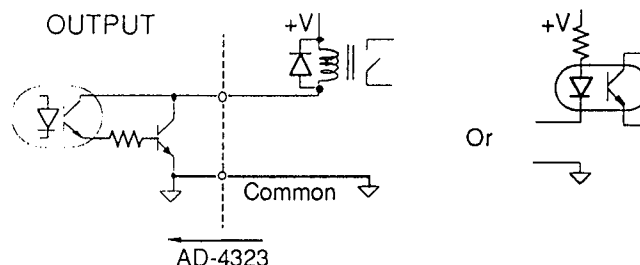 OUTPUT
+V
+V
Or
Common
AD-4323